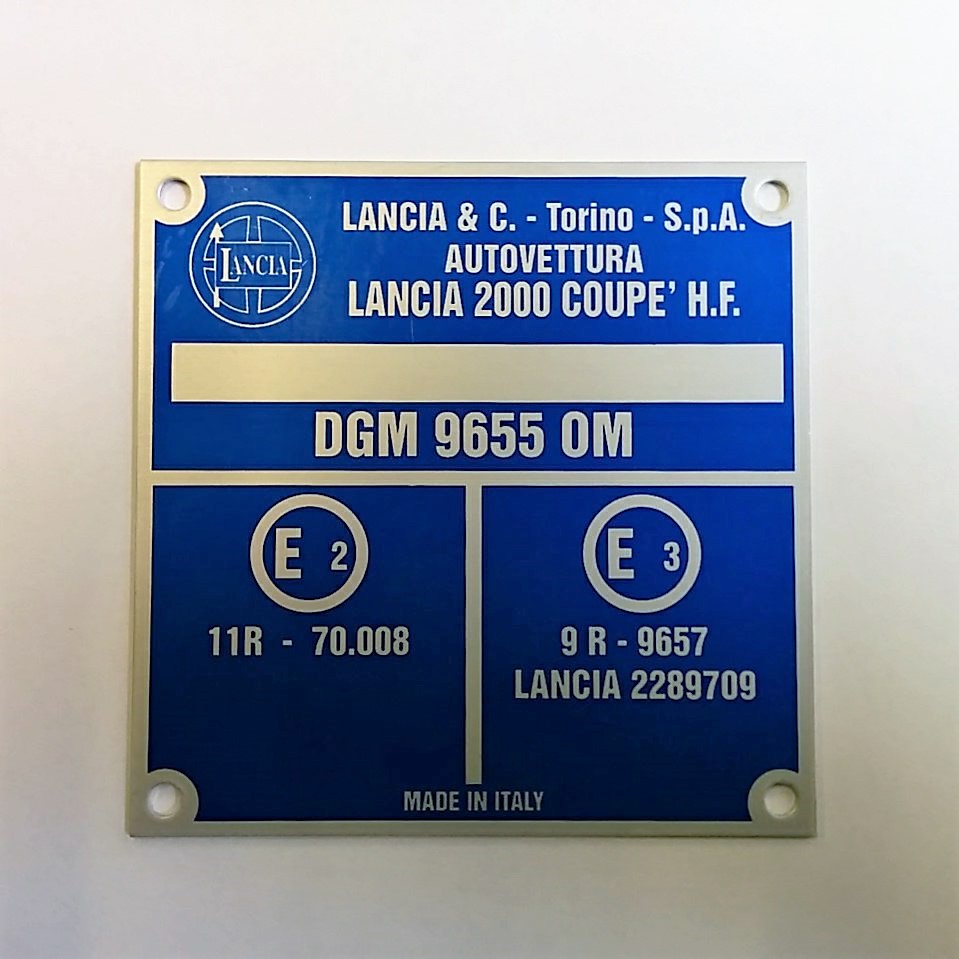 LANCIA
LANCIA & C. - Torino - S.p.A.
AUTOVETTURA
LANCIA 2000 COUPE' H.F.
DGM 9655 OM
E 2
11R - 70.008
E 3
9 R - 9657
LANCIA 2289709
MADE IN ITALY